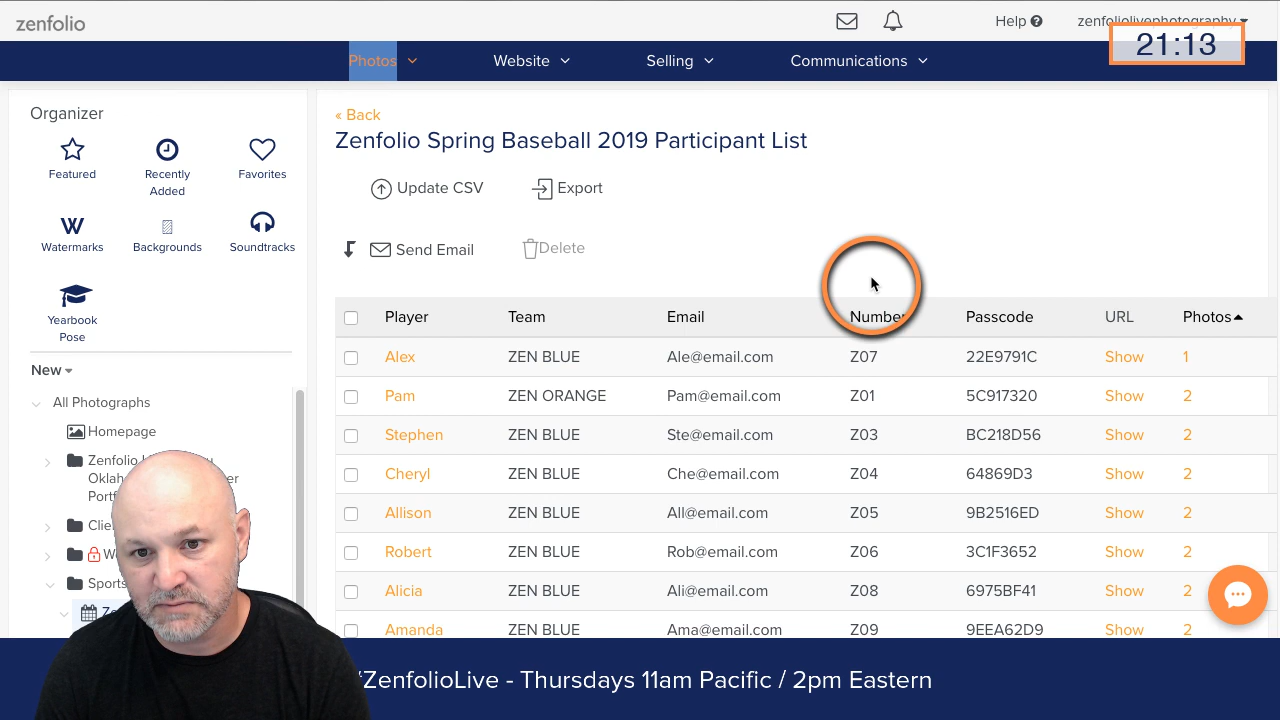 zenfolio
Help ?
zenfoliolivephotography
21:13
Photos
Website
Selling
Communications
Organizer
Featured
Recently
Added
Favorites
W
Watermarks
Backgrounds
Soundtracks
Yearbook
Pose
New
All Photographs
Homepage
Zenfolio
Oklah
Portf
Clie
W
Sports
« Back
Zenfolio Spring Baseball 2019 Participant List
Update CSV
Export
Send Email
Delete
Player Team Email Number Passcode URL Photos
Alex ZEN BLUE Ale@email.com Z07 22E9791C Show 1
Pam ZEN ORANGE Pam@email.com Z01 5C917320 Show 2
Stephen ZEN BLUE Ste@email.com Z03 BC218D56 Show 2
Cheryl ZEN BLUE Che@email.com Z04 64869D3 Show 2
Allison ZEN BLUE All@email.com Z05 9B2516ED Show 2
Robert ZEN BLUE Rob@email.com Z06 3C1F3652 Show 2
Alicia ZEN BLUE Ali@email.com Z08 6975BF41 Show 2
Amanda ZEN BLUE Ama@email.com Z09 9EEA62D9 Show 2
#ZenfolioLive - Thursdays 11am Pacific / 2pm Eastern